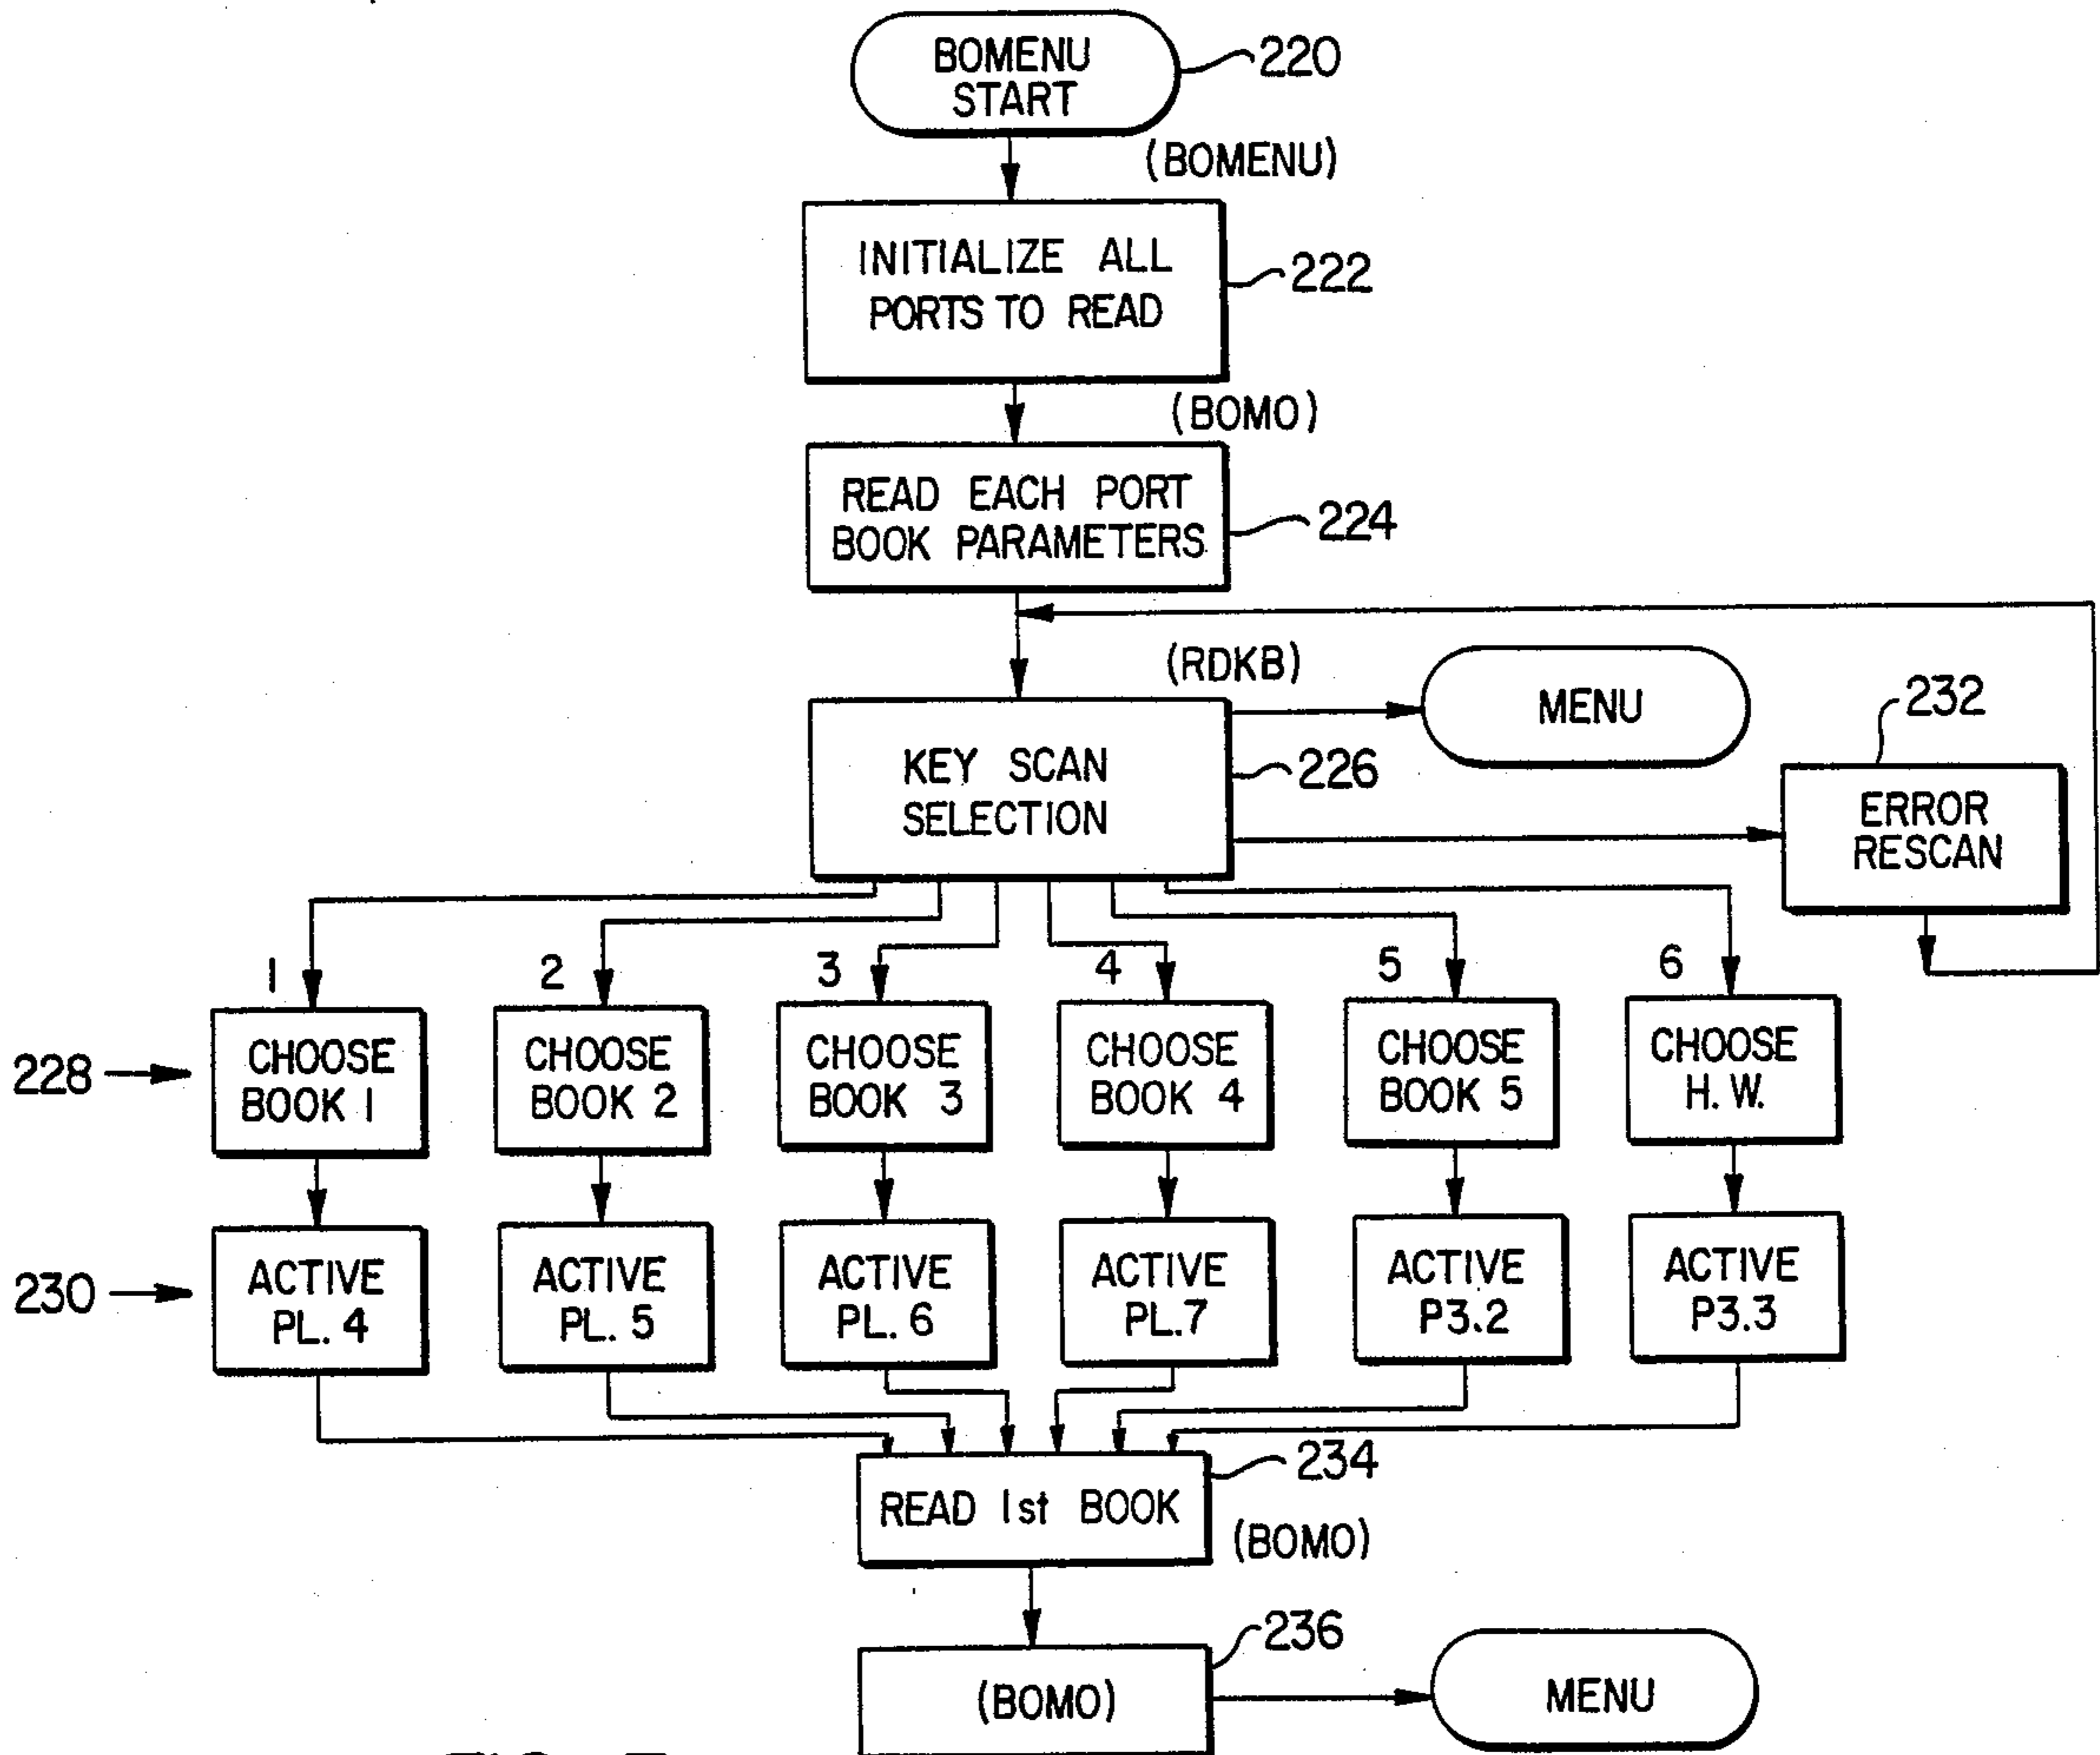 BOMENU
START
220
(BOMENU)
INITIALIZE ALL
PORTS TO READ
222
(BOMO)
READ EACH PORT
BOOK PARAMETERS
224
(RDKB)
MENU
KEY SCAN
SELECTION
226
232
ERROR
RESCAN
1
2
3
4
5
6
228
CHOOSE
BOOK 1
CHOOSE
BOOK 2
CHOOSE
BOOK 3
CHOOSE
BOOK 4
CHOOSE
BOOK 5
CHOOSE
H.W.
230
ACTIVE
PL. 4
ACTIVE
PL. 5
ACTIVE
PL. 6
ACTIVE
PL.7
ACTIVE
P3.2
ACTIVE
P3.3
READ 1st BOOK
234
(BOMO)
(BOMO)
236
MENU